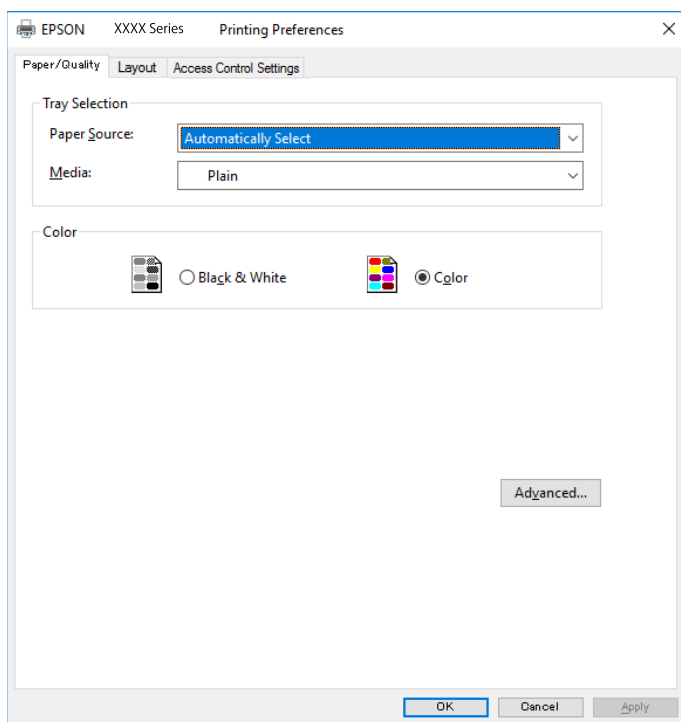 EPSON XXXX Series Printing Preferences
Paper/Quality Layout Access Control Settings
Tray Selection
Paper Source: Automatically Select
Media: Plain
Color
Black & White Color
Advanced...
OK Cancel Apply